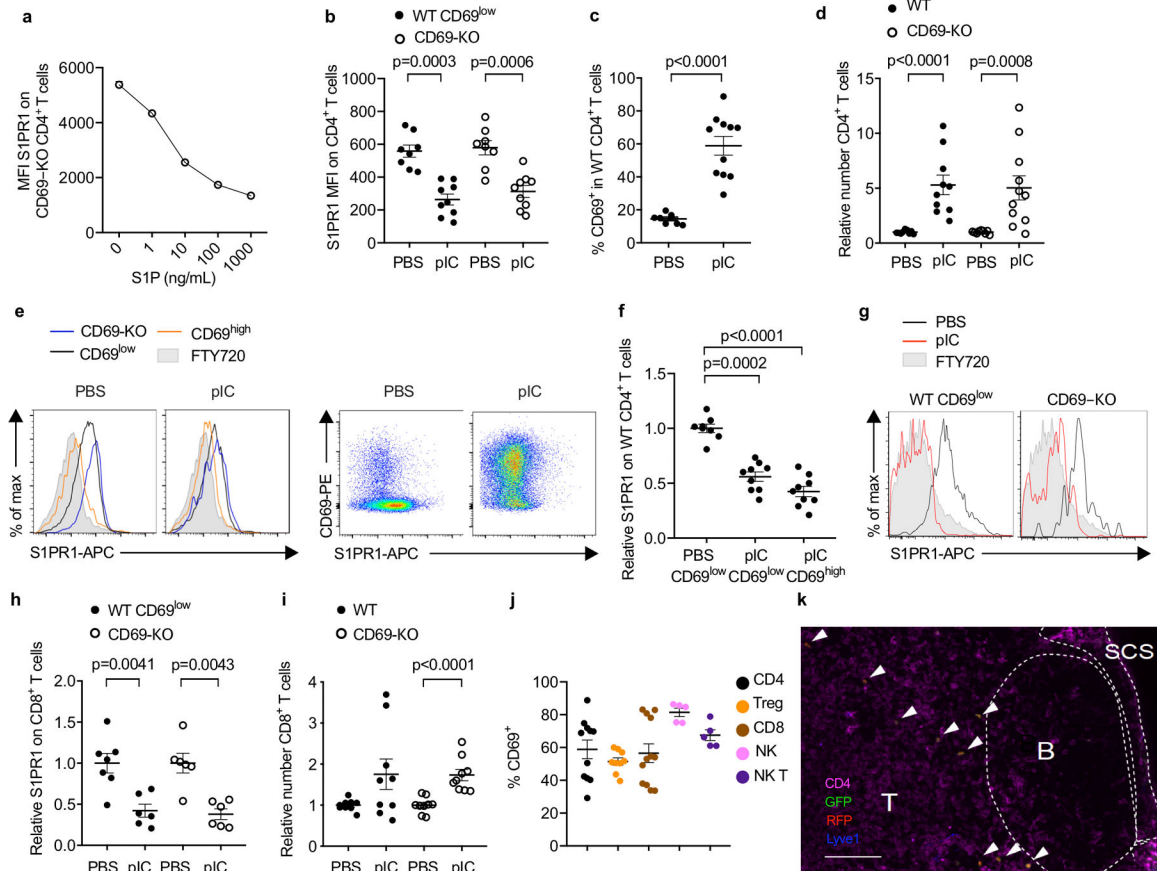 a
MFI S1PR1 on
CD69–KO CD4⁺ T cells
6000
4000
2000
0
0 1 10 100 1000
S1P (ng/mL)
b
WT CD69ˡᵒʷ
CD69-KO
p=0.0003 p=0.0006
S1PR1 MFI on CD4⁺ T cells
1000
800
600
400
200
0
PBS pIC PBS pIC
c
p<0.0001
% CD69⁺ in WT CD4⁺ T cells
100
80
60
40
20
0
PBS pIC
d
WT
CD69-KO
p<0.0001 p=0.0008
Relative number CD4⁺ T cells
15
10
5
0
PBS pIC PBS pIC
e
CD69-KO CD69ʰⁱᵍʰ
CD69ˡᵒʷ FTY720
PBS pIC
% of max
S1PR1-APC
PBS pIC
CD69-PE
S1PR1-APC
f
p<0.0001
p=0.0002
Relative S1PR1 on WT CD4⁺ T cells
1.5
1.0
0.5
0.0
PBS pIC pIC
CD69ˡᵒʷ CD69ˡᵒʷ CD69ʰⁱᵍʰ
g
PBS
pIC
FTY720
WT CD69ˡᵒʷ CD69–KO
% of max
S1PR1-APC
h
WT CD69ˡᵒʷ
CD69-KO
p=0.0041 p=0.0043
Relative S1PR1 on CD8⁺ T cells
2.0
1.5
1.0
0.5
0.0
PBS pIC PBS pIC
i
WT
CD69-KO
p<0.0001
Relative number CD8⁺ T cells
4
3
2
1
0
PBS pIC PBS pIC
j
% CD69⁺
100
80
60
40
20
0
CD4
Treg
CD8
NK
NK T
k
SCS
B
T
CD4
GFP
RFP
Lyve1